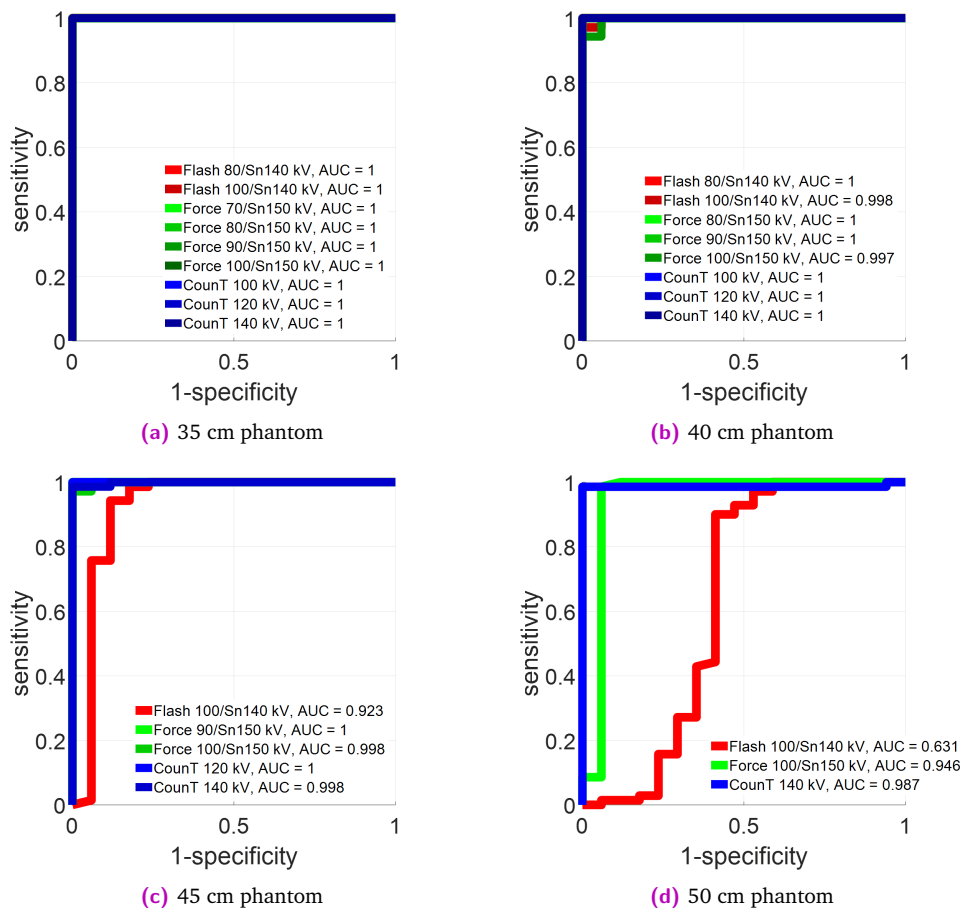 1
0.8
0.6
0.4
0.2
0
sensitivity
Flash 80/Sn140 kV, AUC = 1
Flash 100/Sn140 kV, AUC = 1
Force 70/Sn150 kV, AUC = 1
Force 80/Sn150 kV, AUC = 1
Force 90/Sn150 kV, AUC = 1
Force 100/Sn150 kV, AUC = 1
CounT 100 kV, AUC = 1
CounT 120 kV, AUC = 1
CounT 140 kV, AUC = 1
0 0.5 1
1-specificity
(a) 35 cm phantom
1
0.8
0.6
0.4
0.2
0
sensitivity
Flash 80/Sn140 kV, AUC = 1
Flash 100/Sn140 kV, AUC = 0.998
Force 80/Sn150 kV, AUC = 1
Force 90/Sn150 kV, AUC = 1
Force 100/Sn150 kV, AUC = 0.997
CounT 100 kV, AUC = 1
CounT 120 kV, AUC = 1
CounT 140 kV, AUC = 1
0 0.5 1
1-specificity
(b) 40 cm phantom
1
0.8
0.6
0.4
0.2
0
sensitivity
Flash 100/Sn140 kV, AUC = 0.923
Force 90/Sn150 kV, AUC = 1
Force 100/Sn150 kV, AUC = 0.998
CounT 120 kV, AUC = 1
CounT 140 kV, AUC = 0.998
0 0.5 1
1-specificity
(c) 45 cm phantom
1
0.8
0.6
0.4
0.2
0
sensitivity
Flash 100/Sn140 kV, AUC = 0.631
Force 100/Sn150 kV, AUC = 0.946
CounT 140 kV, AUC = 0.987
0 0.5 1
1-specificity
(d) 50 cm phantom